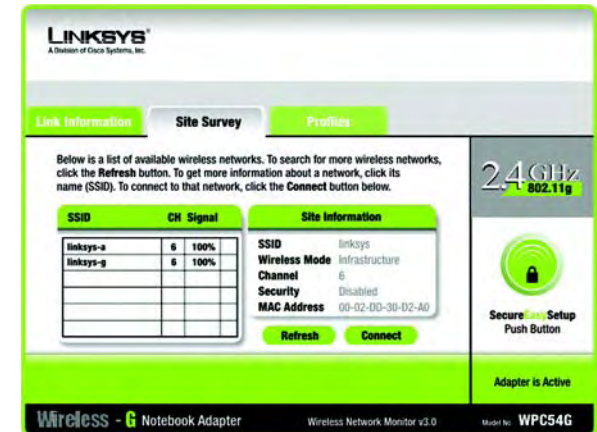 LINKSYS®
A Division of Cisco Systems, Inc.
Link Information Site Survey Profiles
Below is a list of available wireless networks. To search for more wireless networks,
click the Refresh button. To get more information about a network, click its
name (SSID). To connect to that network, click the Connect button below.
2.4GHz
802.11g
SSID CH Signal
linksys-a 6 100%
linksys-g 6 100%
Site Information
SSID linksys
Wireless Mode Infrastructure
Channel 6
Security Disabled
MAC Address 00-02-DD-30-D2-A0
Refresh Connect
SecureEasySetup
Push Button
Adapter is Active
Wireless - G Notebook Adapter Wireless Network Monitor v3.0 Model No. WPC54G